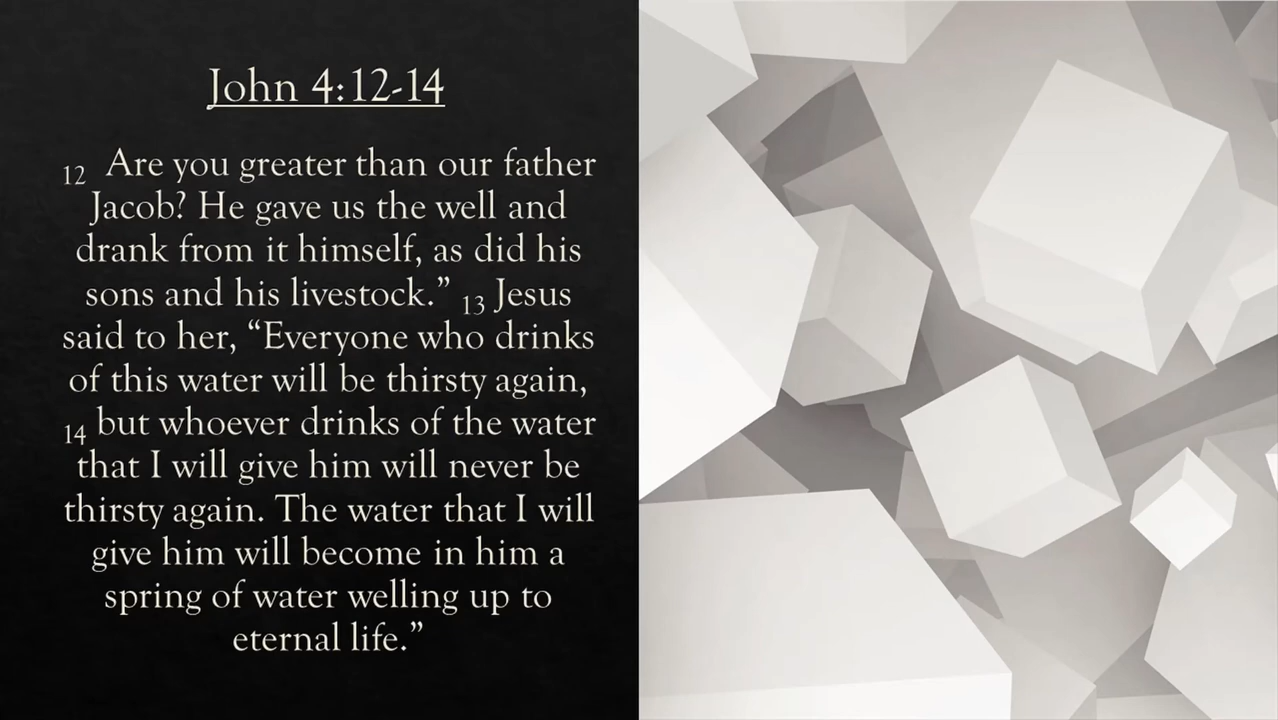 John 4:12-14
12 Are you greater than our father
Jacob? He gave us the well and
drank from it himself, as did his
sons and his livestock.” 13 Jesus
said to her, “Everyone who drinks
of this water will be thirsty again,
14 but whoever drinks of the water
that I will give him will never be
thirsty again. The water that I will
give him will become in him a
spring of water welling up to
eternal life.”